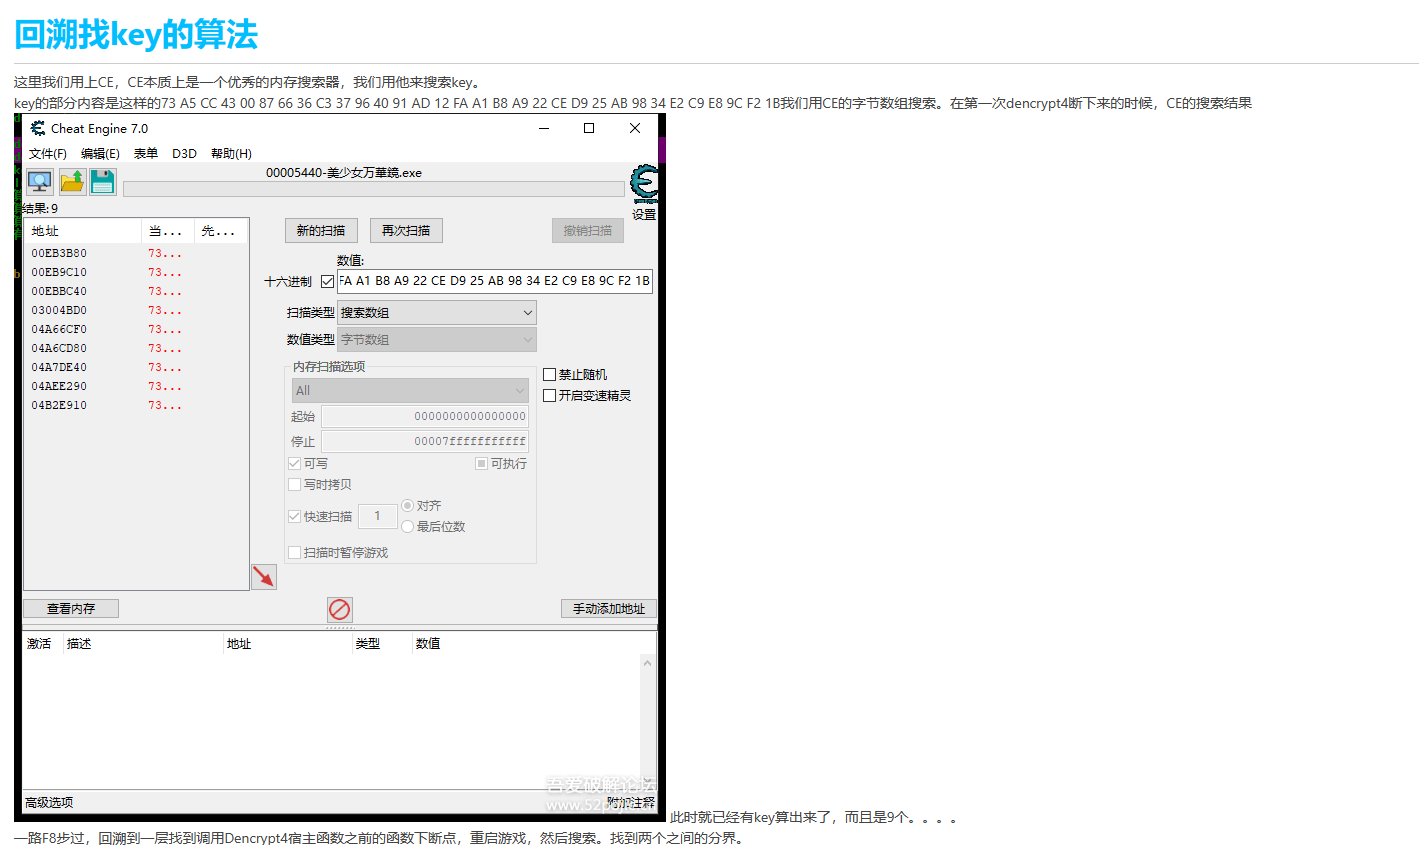 回溯找key的算法
这里我们用上CE，CE本质上是一个优秀的内存搜索器，我们用他来搜索key。
key的部分内容是这样的73 A5 CC 43 00 87 66 36 C3 37 96 40 91 AD 12 FA A1 B8 A9 22 CE D9 25 AB 98 34 E2 C9 E8 9C F2 1B我们用CE的字节数组搜索。在第一次dencrypt4断下来的时候，CE的搜索结果
Cheat Engine 7.0
文件(F) 编辑(E) 表单 D3D 帮助(H)
00005440-美少女万華鏡.exe
结果: 9
设置
地址 当... 先...
00EB3B80 73...
00EB9C10 73...
00EBBC40 73...
03004BD0 73...
04A66CF0 73...
04A6CD80 73...
04A7DE40 73...
04AEE290 73...
04B2E910 73...
新的扫描 再次扫描 撤销扫描
数值:
十六进制 FA A1 B8 A9 22 CE D9 25 AB 98 34 E2 C9 E8 9C F2 1B
扫描类型 搜索数组
数值类型 字节数组
内存扫描选项
All
起始 0000000000000000
停止 00007fffffffffff
可写 可执行
写时拷贝
快速扫描 1 对齐
最后位数
扫描时暂停游戏
禁止随机
开启变速精灵
查看内存 手动添加地址
激活 描述 地址 类型 数值
高级选项 附加注释
吾爱破解论坛
此时就已经有key算出来了，而且是9个。。。。
一路F8步过，回溯到一层找到调用Dencrypt4宿主函数之前的函数下断点，重启游戏，然后搜索。找到两个之间的分界。